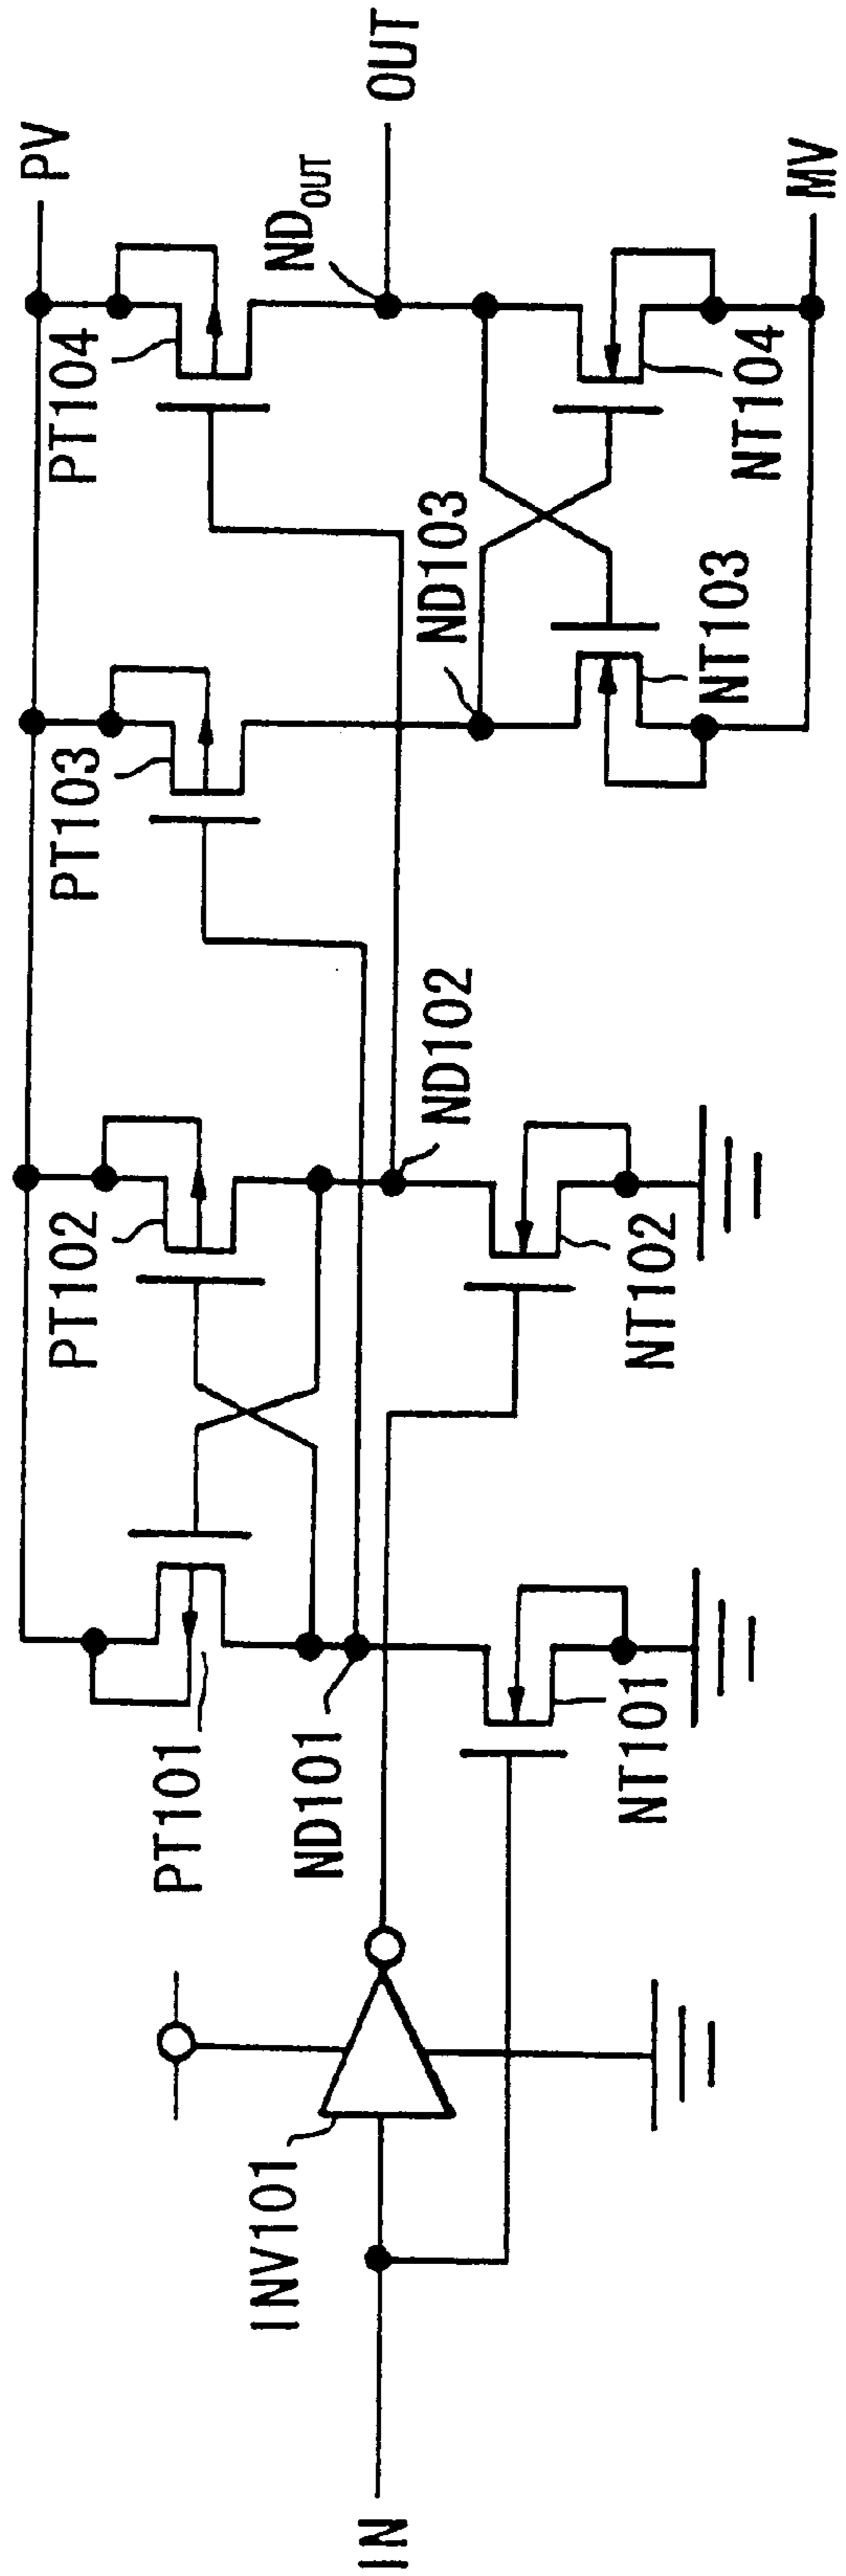 PV
PT104
ND_OUT
OUT
PT103
ND103
PT102
ND102
NT104
MV
NT103
PT101
ND101
NT102
INV101
NT101
IN